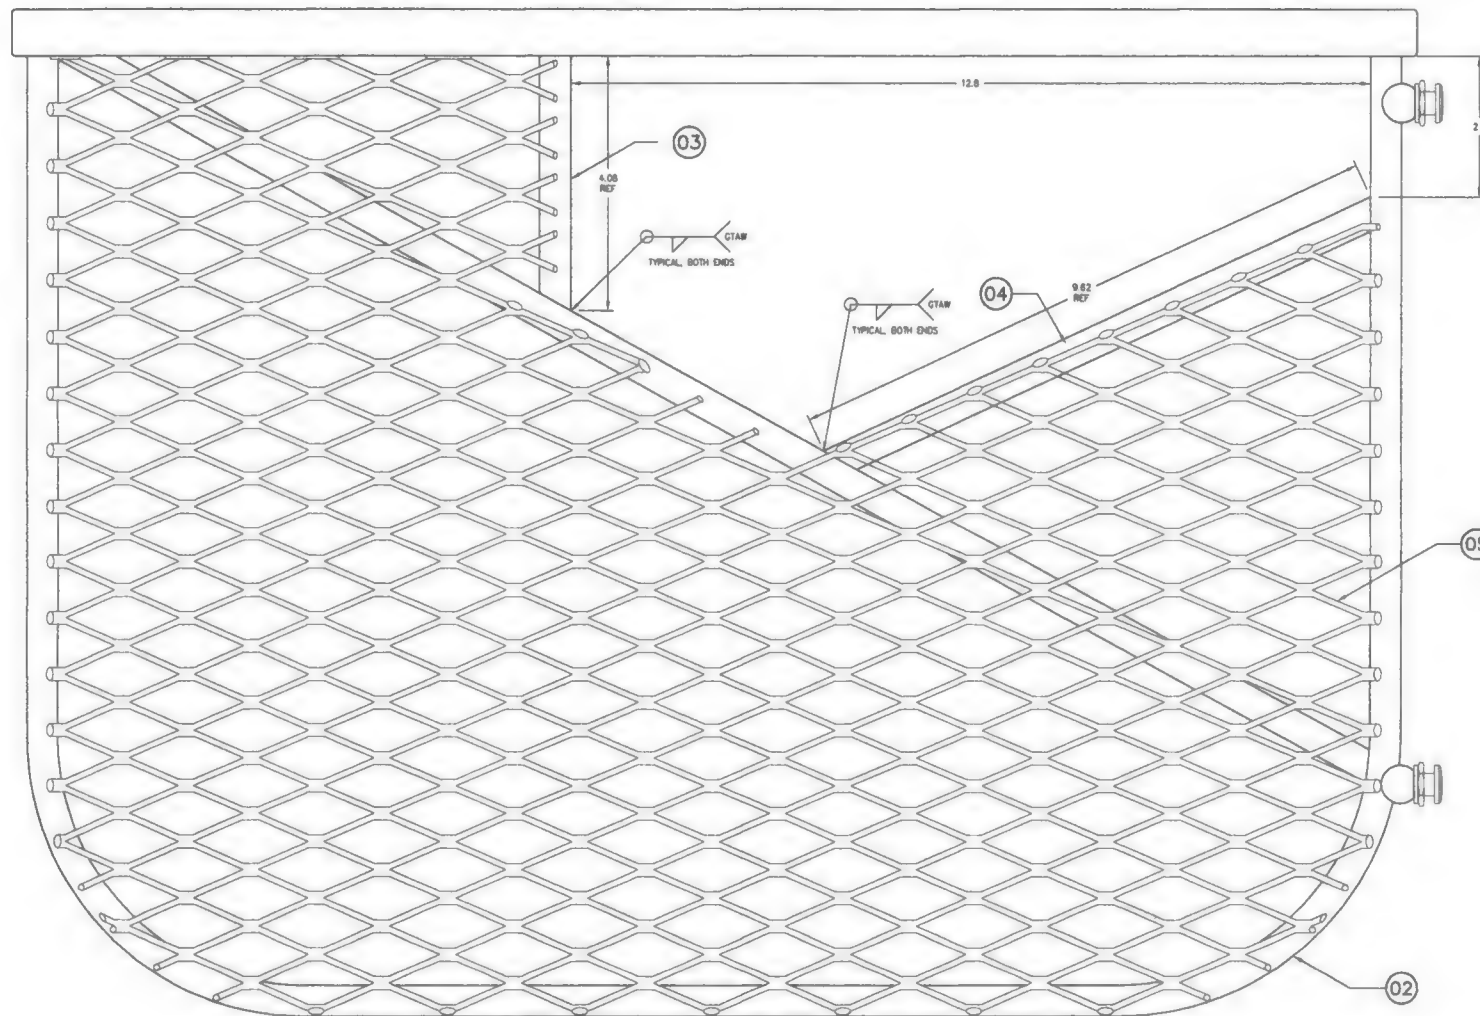 12.8
03
4.08
REF
2
GTAW
TYPICAL, BOTH ENDS
04
9.62
REF
GTAW
TYPICAL, BOTH ENDS
02